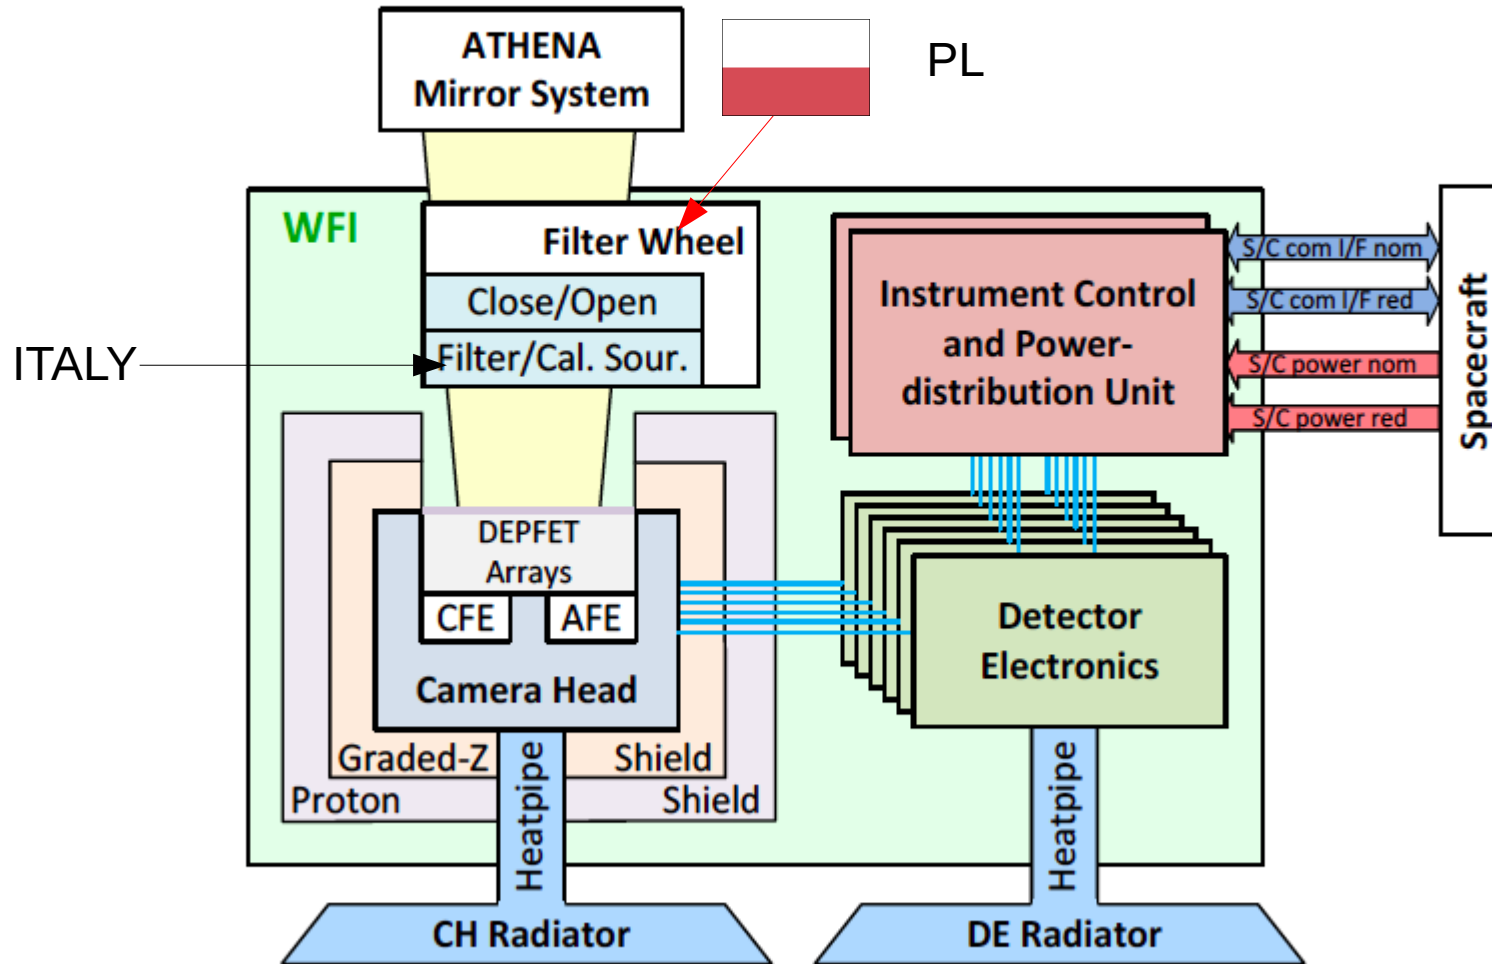 ATHENA
Mirror System
PL
WFI
Filter Wheel
Close/Open
Filter/Cal. Sour.
ITALY
Instrument Control
and Power-
distribution Unit
S/C com I/F nom
S/C com I/F red
S/C power nom
S/C power red
Spacecraft
DEPFET
Arrays
CFE
AFE
Camera Head
Graded-Z Shield
Proton Shield
Heatpipe
CH Radiator
Detector
Electronics
Heatpipe
DE Radiator